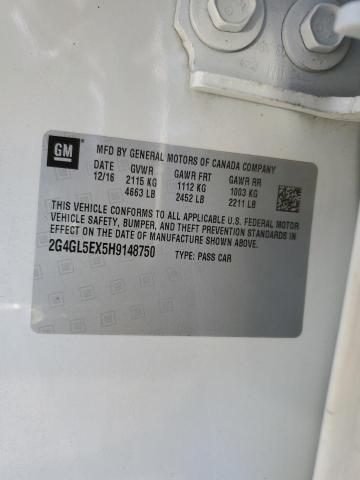 GM
MFD BY GENERAL MOTORS OF CANADA COMPANY
DATE GVWR GAWR FRT GAWR RR
12/16 2115 KG 1112 KG 1003 KG
4663 LB 2452 LB 2211 LB
THIS VEHICLE CONFORMS TO ALL APPLICABLE U.S. FEDERAL MOTOR
VEHICLE SAFETY, BUMPER, AND THEFT PREVENTION STANDARDS IN
EFFECT ON THE DATE OF MANUFACTURE SHOWN ABOVE.
2G4GL5EX5H9148750 TYPE: PASS CAR